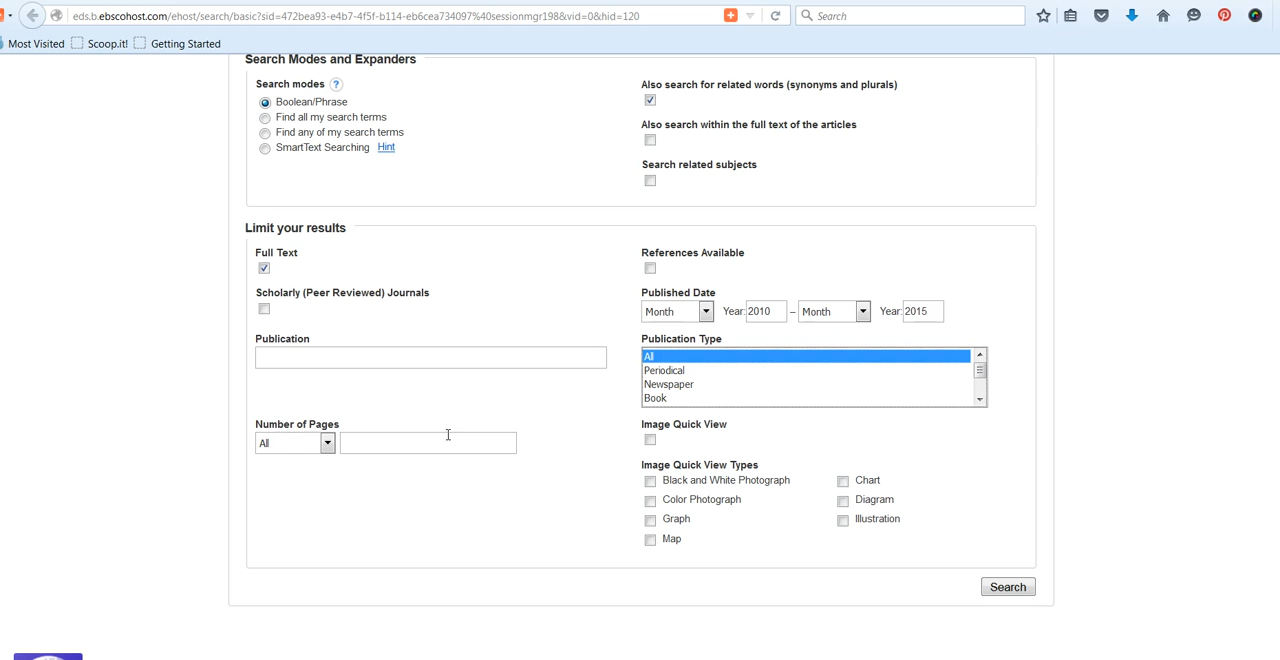 eds.b.ebscohost.com/ehost/search/basic?sid=472bea93-e4b7-4f5f-b114-eb6cea734097%40sessionmgr198&vid=0&hid=120
Search
Most Visited Scoop.it! Getting Started
Search Modes and Expanders
Search modes ?
Boolean/Phrase
Find all my search terms
Find any of my search terms
SmartText Searching Hint
Also search for related words (synonyms and plurals)
Also search within the full text of the articles
Search related subjects
Limit your results
Full Text
Scholarly (Peer Reviewed) Journals
Publication
Number of Pages
All
References Available
Published Date
Month Year: 2010 – Month Year: 2015
Publication Type
All
Periodical
Newspaper
Book
Image Quick View
Image Quick View Types
Black and White Photograph Chart
Color Photograph Diagram
Graph Illustration
Map
Search